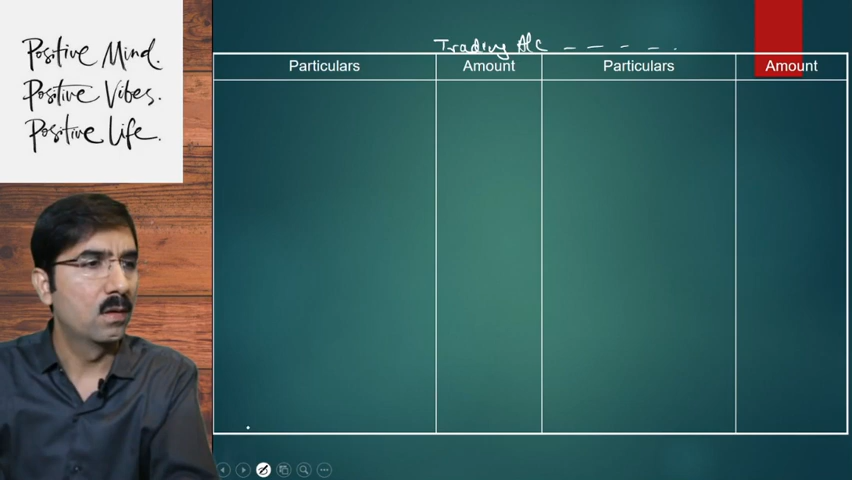 Positive Mind.
Positive Vibes.
Positive Life.
Trading A/c - - - - .
Particulars Amount Particulars Amount